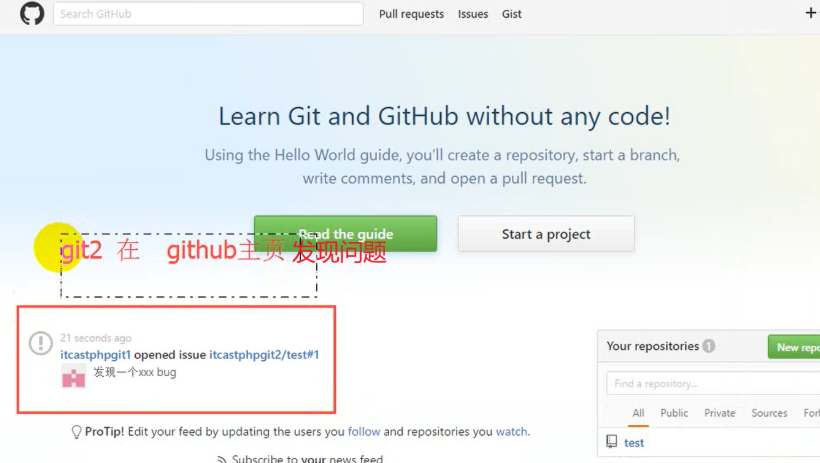 Search GitHub
Pull requests Issues Gist
Learn Git and GitHub without any code!
Using the Hello World guide, you'll create a repository, start a branch,
write comments, and open a pull request.
Read the guide
Start a project
git2 在 github主页 发现问题
21 seconds ago
itcastphpgit1 opened issue itcastphpgit2/test#1
发现一个xxx bug
ProTip! Edit your feed by updating the users you follow and repositories you watch.
Subscribe to your news feed
Your repositories 1
New repo
Find a repository...
All Public Private Sources For
test